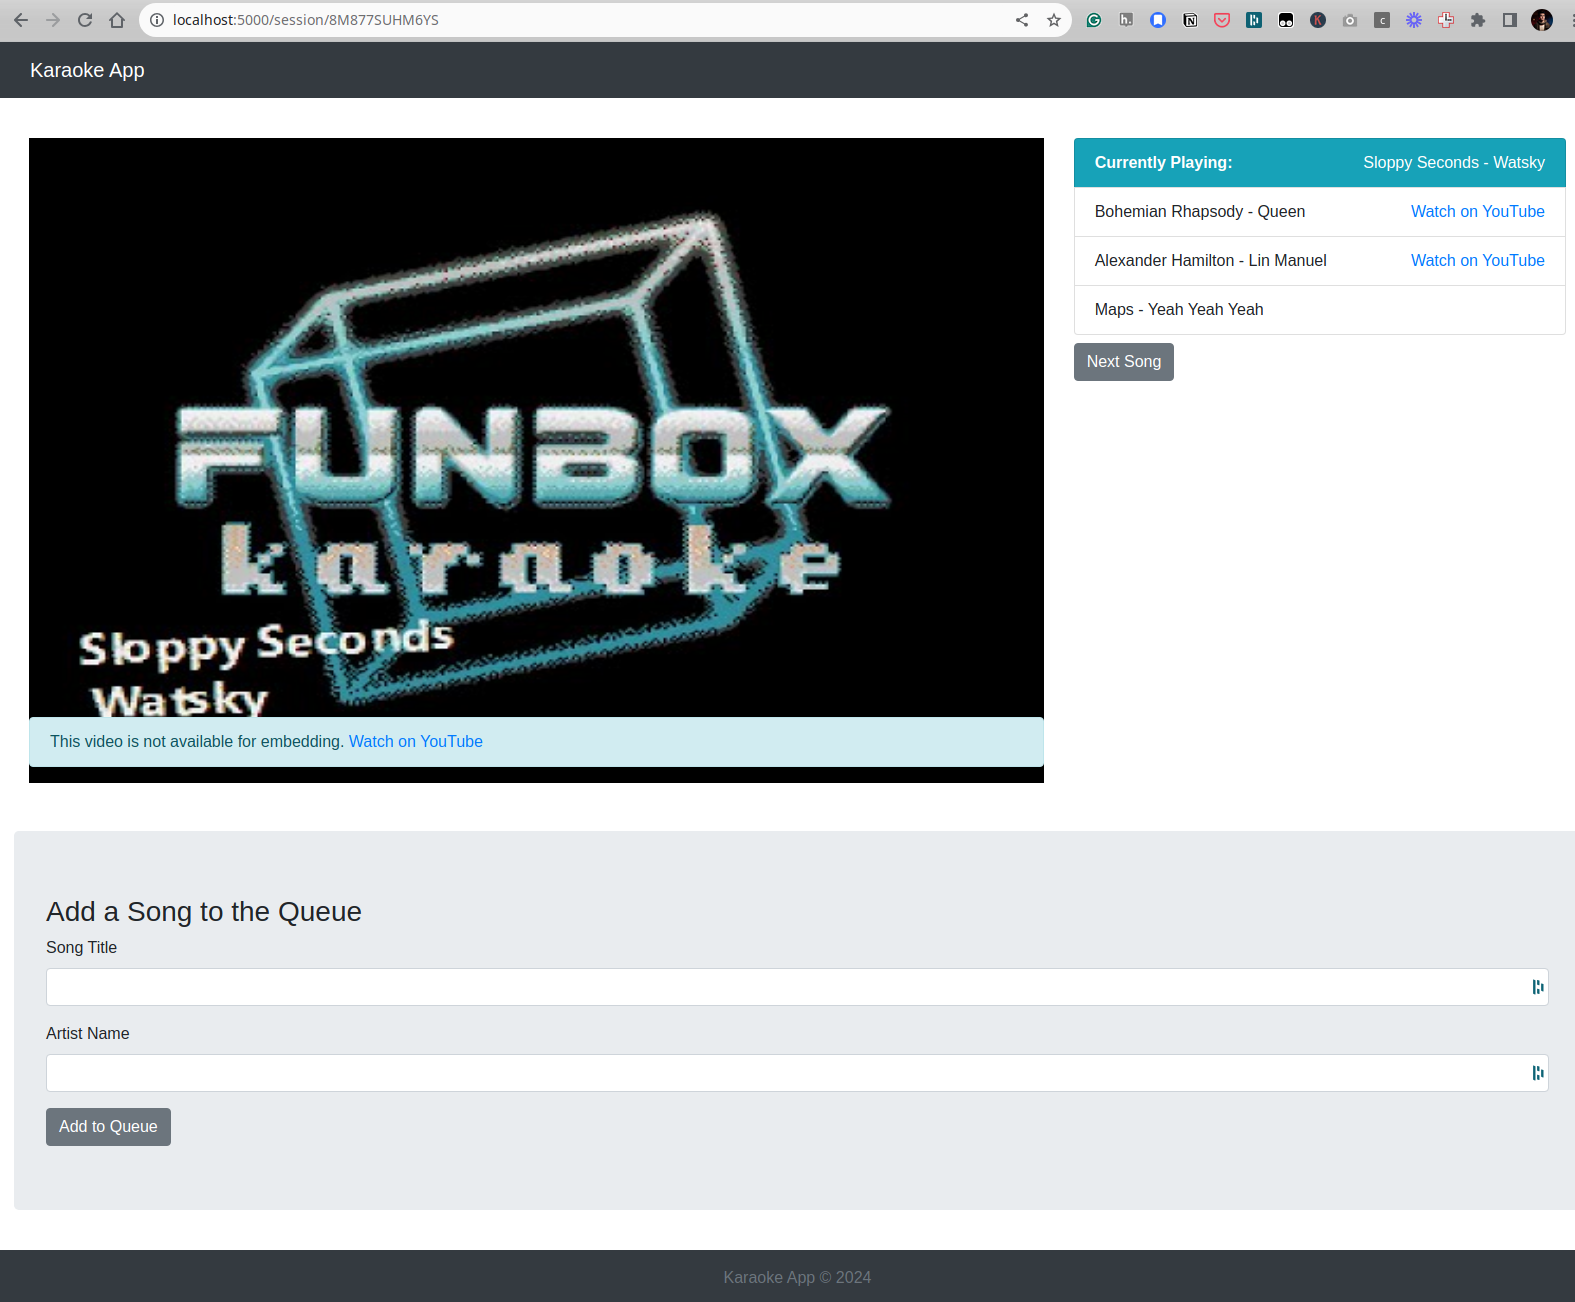 localhost:5000/session/8M877SUHM6YS
Karaoke App
FUNBOX
karaoke
Sloppy Seconds
Watsky
This video is not available for embedding. Watch on YouTube
Currently Playing: Sloppy Seconds - Watsky
Bohemian Rhapsody - Queen Watch on YouTube
Alexander Hamilton - Lin Manuel Watch on YouTube
Maps - Yeah Yeah Yeah
Next Song
Add a Song to the Queue
Song Title
Artist Name
Add to Queue
Karaoke App © 2024